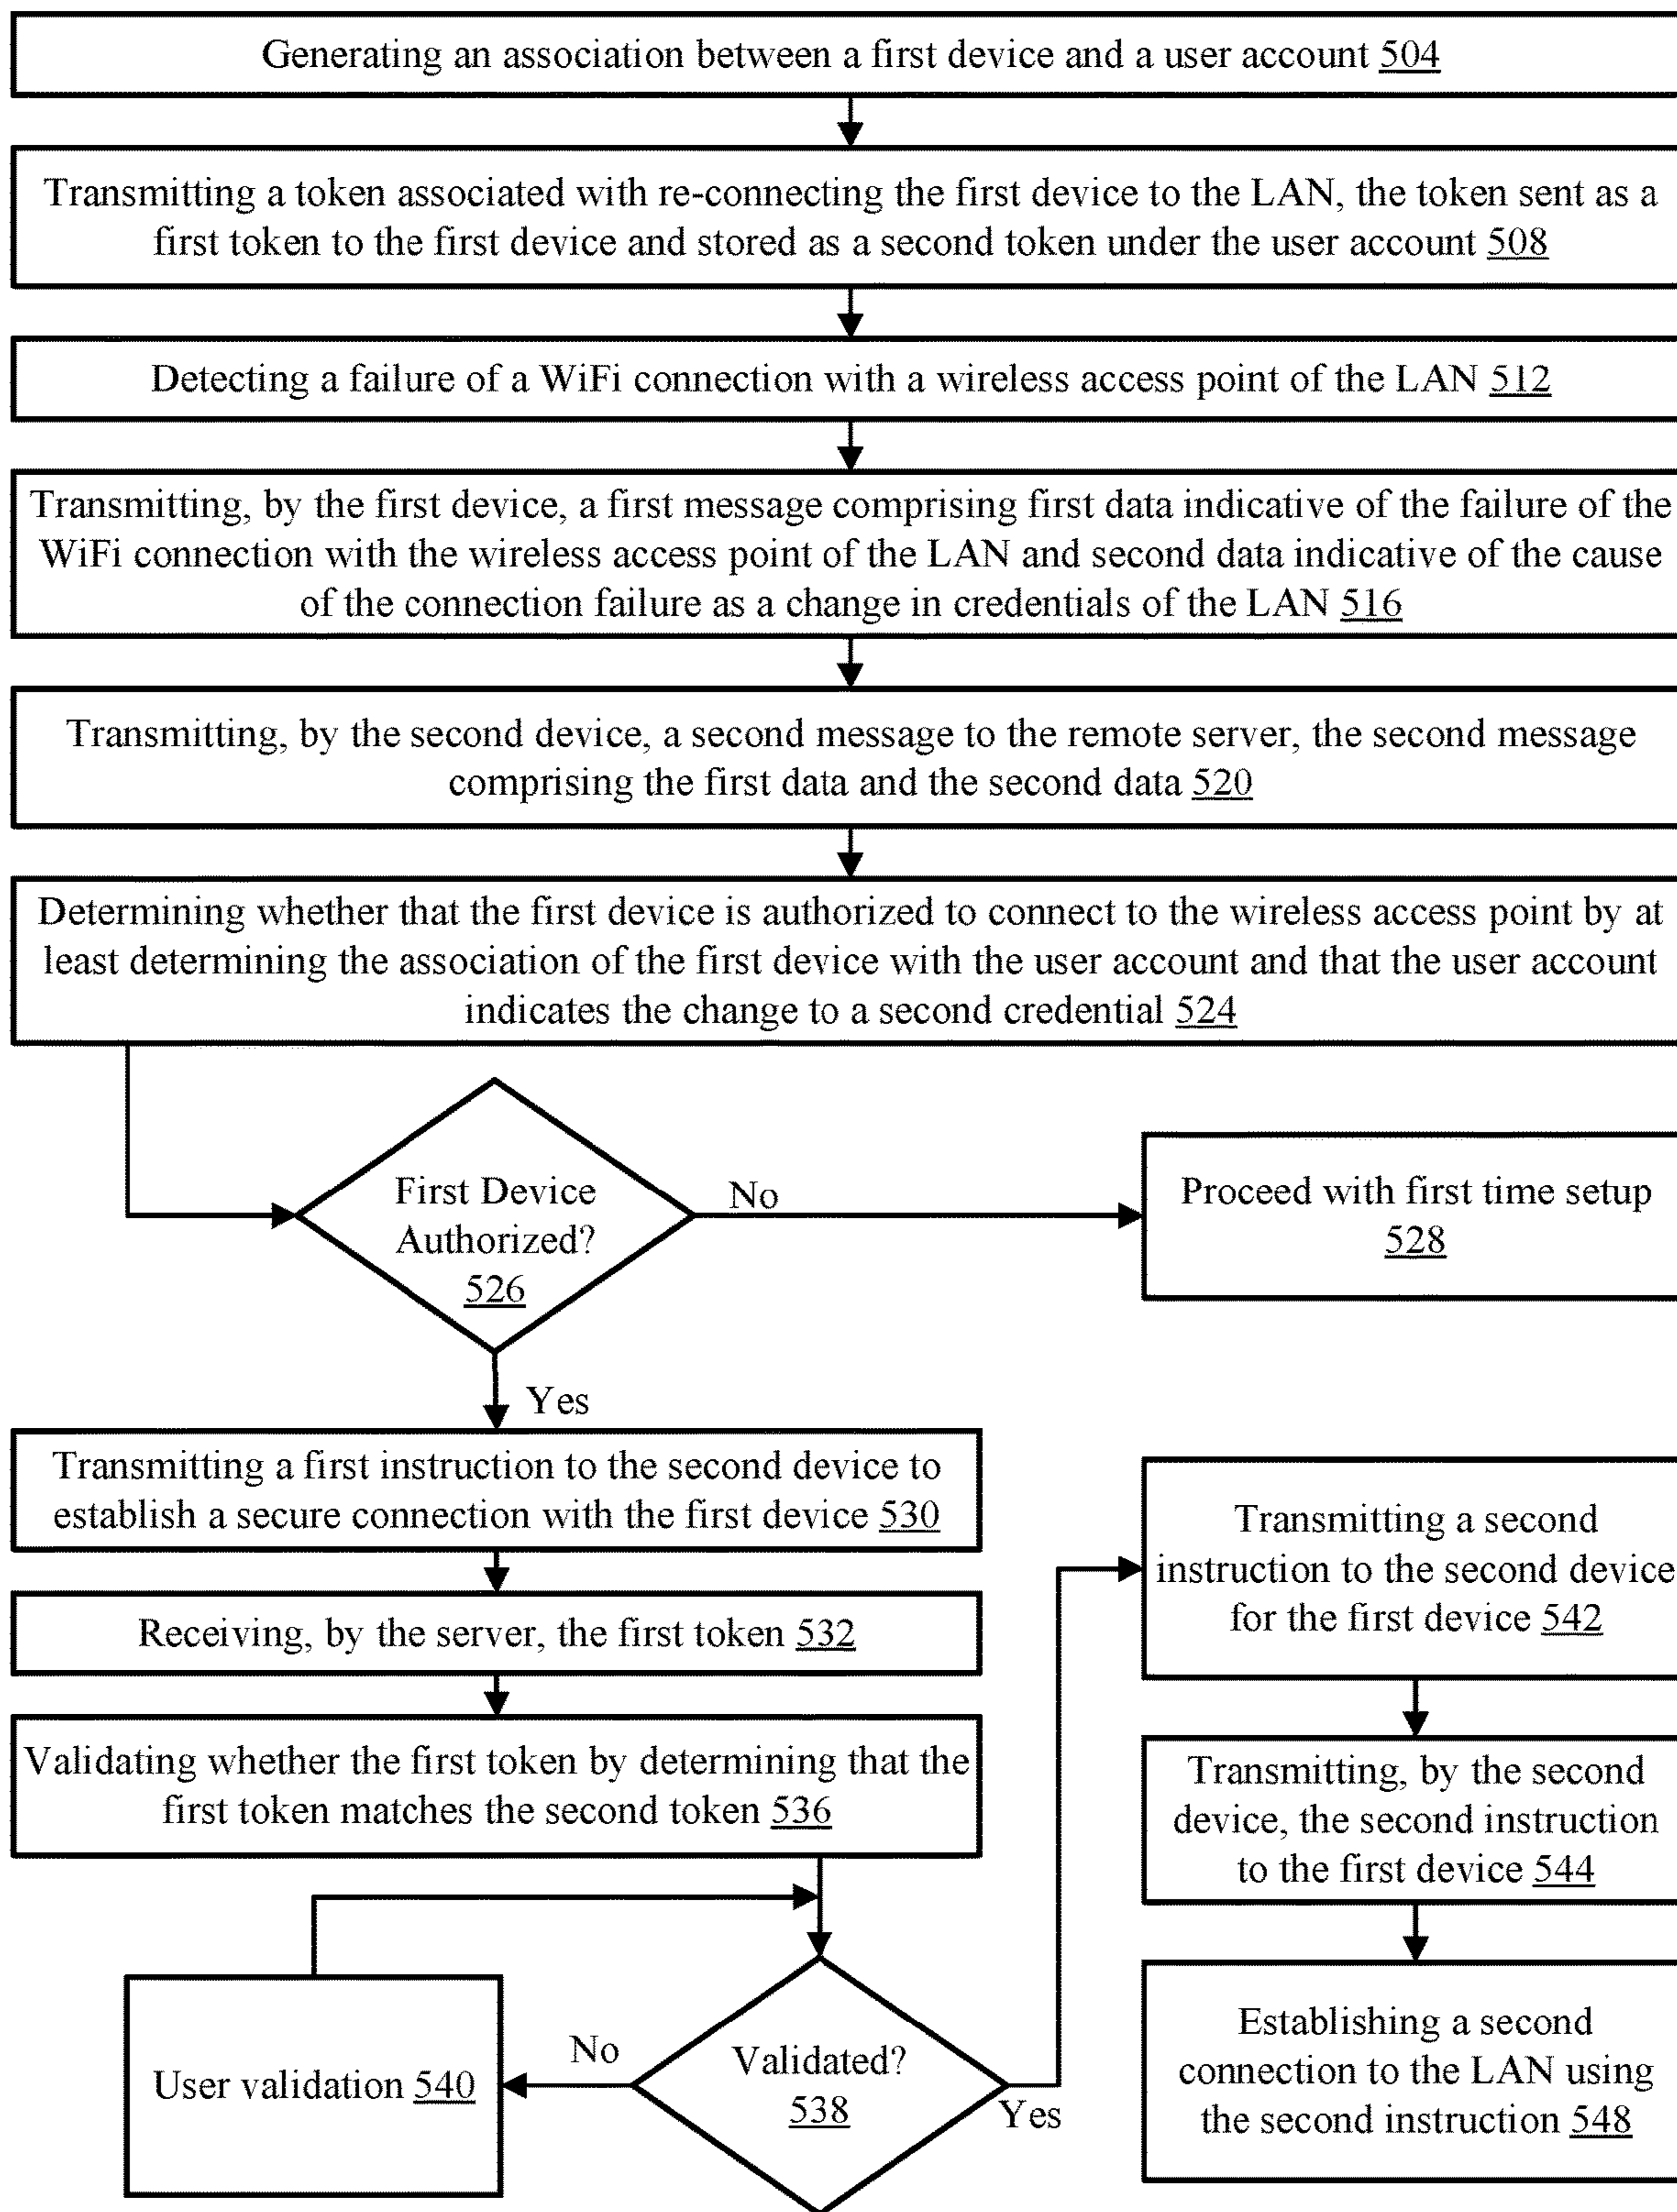 Generating an association between a first device and a user account 504
Transmitting a token associated with re-connecting the first device to the LAN, the token sent as a
first token to the first device and stored as a second token under the user account 508
Detecting a failure of a WiFi connection with a wireless access point of the LAN 512
Transmitting, by the first device, a first message comprising first data indicative of the failure of the
WiFi connection with the wireless access point of the LAN and second data indicative of the cause
of the connection failure as a change in credentials of the LAN 516
Transmitting, by the second device, a second message to the remote server, the second message
comprising the first data and the second data 520
Determining whether that the first device is authorized to connect to the wireless access point by at
least determining the association of the first device with the user account and that the user account
indicates the change to a second credential 524
First Device
Authorized?
526
No
Proceed with first time setup
528
Yes
Transmitting a first instruction to the second device to
establish a secure connection with the first device 530
Receiving, by the server, the first token 532
Validating whether the first token by determining that the
first token matches the second token 536
Validated?
538
No
User validation 540
Yes
Transmitting a second
instruction to the second device
for the first device 542
Transmitting, by the second
device, the second instruction
to the first device 544
Establishing a second
connection to the LAN using
the second instruction 548